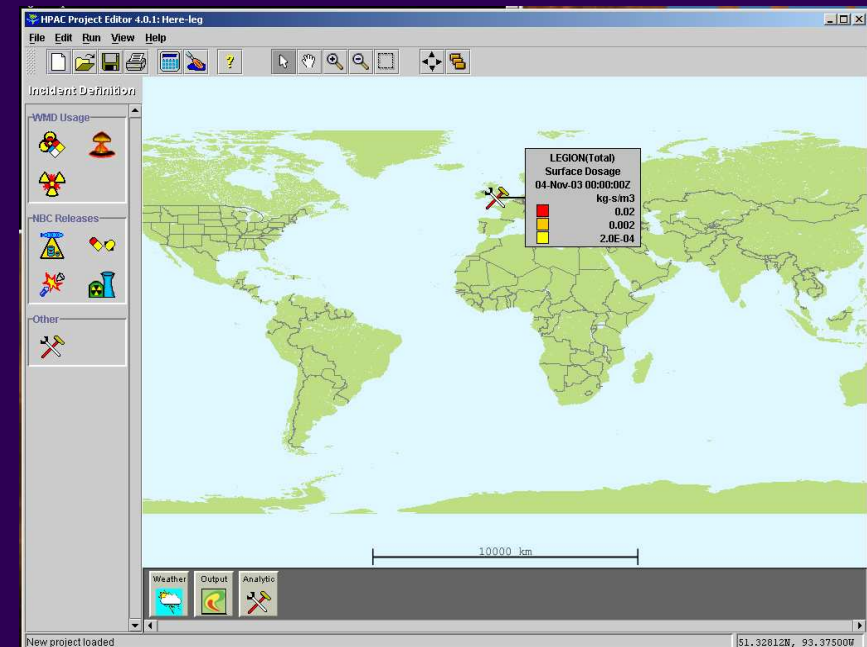 HPAC Project Editor 4.0.1: Here-leg
File Edit Run View Help
?
Incident Definition
WMD Usage
NBC Releases
Other
LEGION(Total)
Surface Dosage
04-Nov-03 00:00:00Z
kg-s/m3
0.02
0.002
2.0E-04
10000 km
Weather Output Analytic
New project loaded
51.32812N, 93.37500W